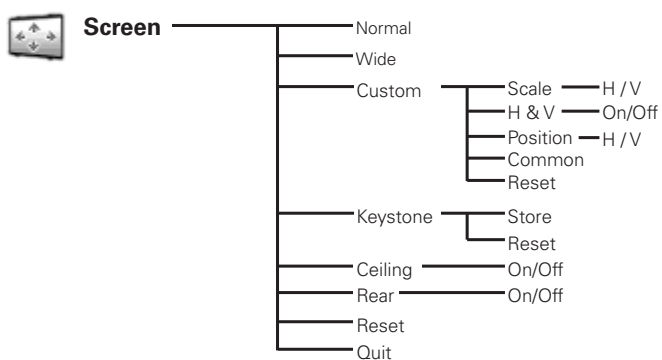 Screen Normal
Wide
Custom Scale H / V
H & V On/Off
Position H / V
Common
Reset
Keystone Store
Reset
Ceiling On/Off
Rear On/Off
Reset
Quit